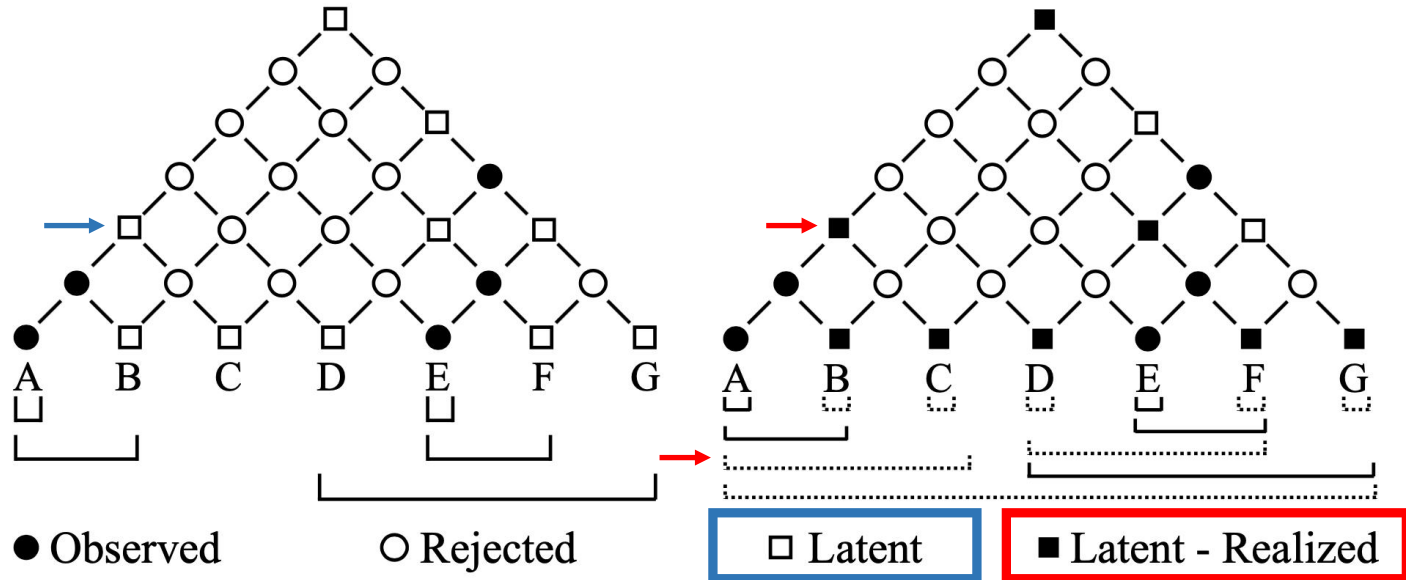 A B C D E F G
A B C D E F G
Observed
Rejected
Latent
Latent - Realized